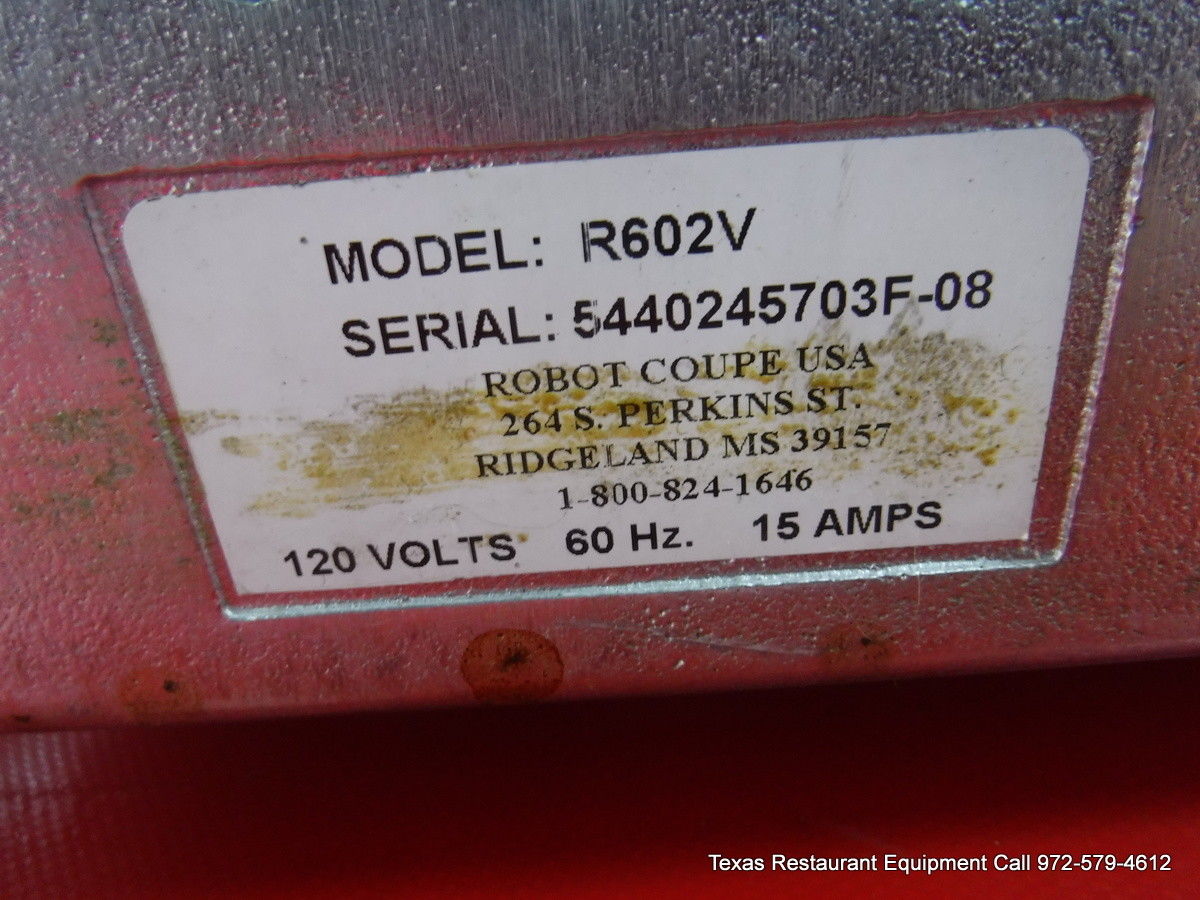 MODEL: R602V
SERIAL: 5440245703F-08
ROBOT COUPE USA
264 S. PERKINS ST.
RIDGELAND MS 39157
1-800-824-1646
120 VOLTS 60 Hz. 15 AMPS
Texas Restaurant Equipment Call 972-579-4612